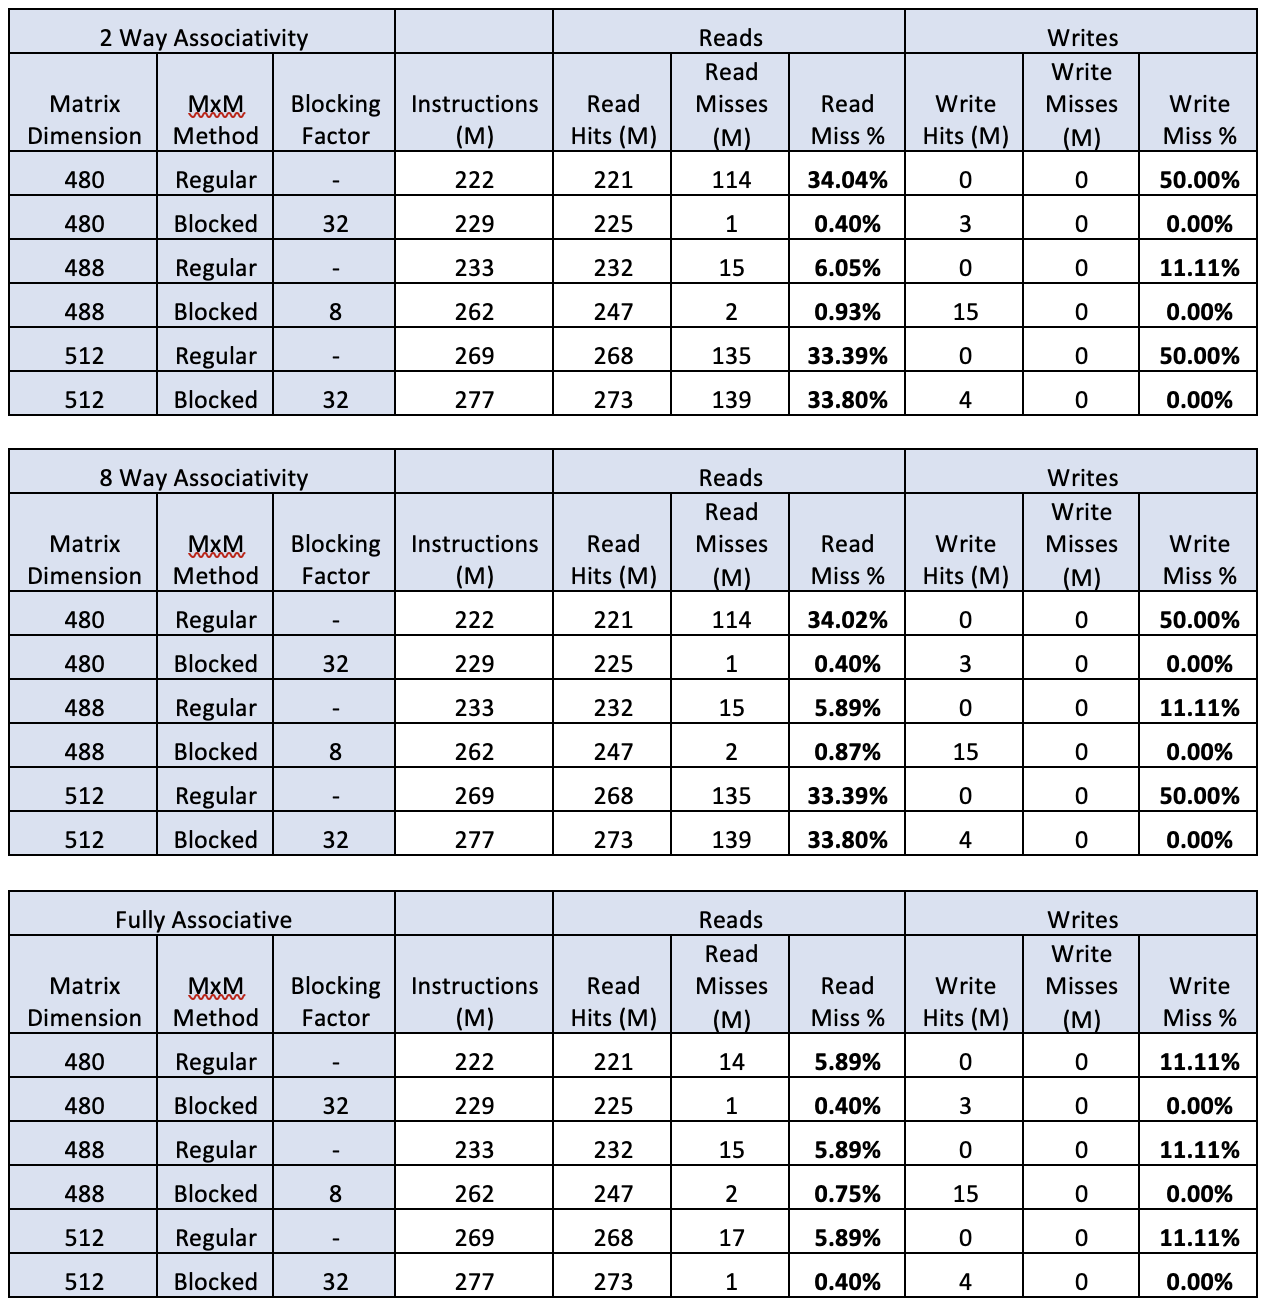 2 Way Associativity Reads Writes
Matrix Dimension MxM Method Blocking Factor Instructions (M) Read Hits (M) Read Misses (M) Read Miss % Write Hits (M) Write Misses (M) Write Miss %
480 Regular - 222 221 114 34.04% 0 0 50.00%
480 Blocked 32 229 225 1 0.40% 3 0 0.00%
488 Regular - 233 232 15 6.05% 0 0 11.11%
488 Blocked 8 262 247 2 0.93% 15 0 0.00%
512 Regular - 269 268 135 33.39% 0 0 50.00%
512 Blocked 32 277 273 139 33.80% 4 0 0.00%
8 Way Associativity Reads Writes
Matrix Dimension MxM Method Blocking Factor Instructions (M) Read Hits (M) Read Misses (M) Read Miss % Write Hits (M) Write Misses (M) Write Miss %
480 Regular - 222 221 114 34.02% 0 0 50.00%
480 Blocked 32 229 225 1 0.40% 3 0 0.00%
488 Regular - 233 232 15 5.89% 0 0 11.11%
488 Blocked 8 262 247 2 0.87% 15 0 0.00%
512 Regular - 269 268 135 33.39% 0 0 50.00%
512 Blocked 32 277 273 139 33.80% 4 0 0.00%
Fully Associative Reads Writes
Matrix Dimension MxM Method Blocking Factor Instructions (M) Read Hits (M) Read Misses (M) Read Miss % Write Hits (M) Write Misses (M) Write Miss %
480 Regular - 222 221 14 5.89% 0 0 11.11%
480 Blocked 32 229 225 1 0.40% 3 0 0.00%
488 Regular - 233 232 15 5.89% 0 0 11.11%
488 Blocked 8 262 247 2 0.75% 15 0 0.00%
512 Regular - 269 268 17 5.89% 0 0 11.11%
512 Blocked 32 277 273 1 0.40% 4 0 0.00%